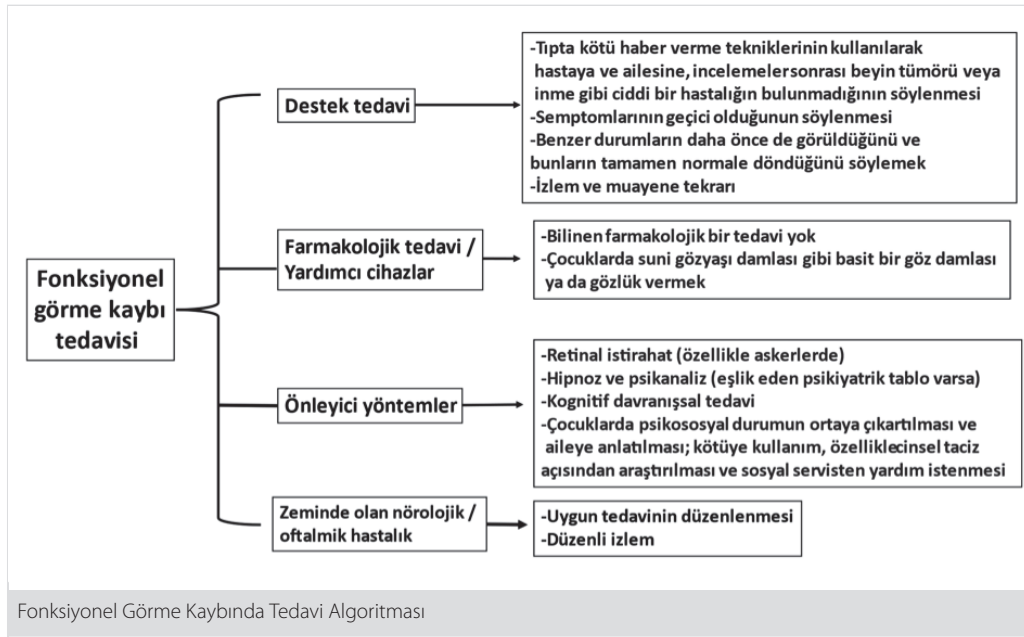 Fonksiyonel
görme kaybı
tedavisi
Destek tedavi
-Tıpta kötü haber verme tekniklerinin kullanılarak
hastaya ve ailesine, incelemeler sonrası beyin tümörü veya
inme gibi ciddi bir hastalığın bulunmadığının söylenmesi
-Semptomlarının geçici olduğunun söylenmesi
-Benzer durumların daha önce de görüldüğünü ve
bunların tamamen normale döndüğünü söylemek
-İzlem ve muayene tekrarı
Farmakolojik tedavi /
Yardımcı cihazlar
-Bilinen farmakolojik bir tedavi yok
-Çocuklarda suni gözyaşı damlası gibi basit bir göz damlası
ya da gözlük vermek
Önleyici yöntemler
-Retinal istirahat (özellikle askerlerde)
-Hipnoz ve psikanaliz (eşlik eden psikiyatrik tablo varsa)
-Kognitif davranışsal tedavi
-Çocuklarda psikososyal durumun ortaya çıkartılması ve
aileye anlatılması; kötüye kullanım, özelliklecinsel taciz
açısından araştırılması ve sosyal servisten yardım istenmesi
Zeminde olan nörolojik /
oftalmik hastalık
-Uygun tedavinin düzenlenmesi
-Düzenli izlem
Fonksiyonel Görme Kaybında Tedavi Algoritması